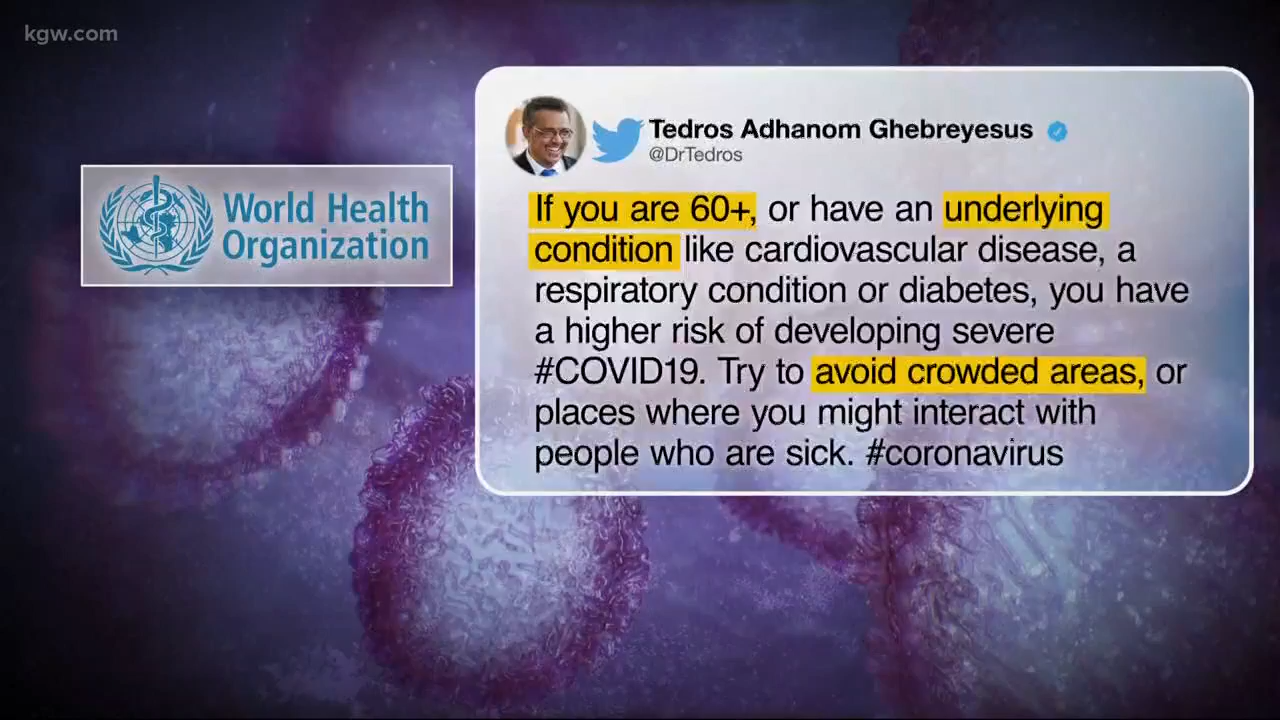 kgw.com
World Health
Organization
Tedros Adhanom Ghebreyesus
@DrTedros
If you are 60+, or have an underlying
condition like cardiovascular disease, a
respiratory condition or diabetes, you have
a higher risk of developing severe
#COVID19. Try to avoid crowded areas, or
places where you might interact with
people who are sick. #coronavirus